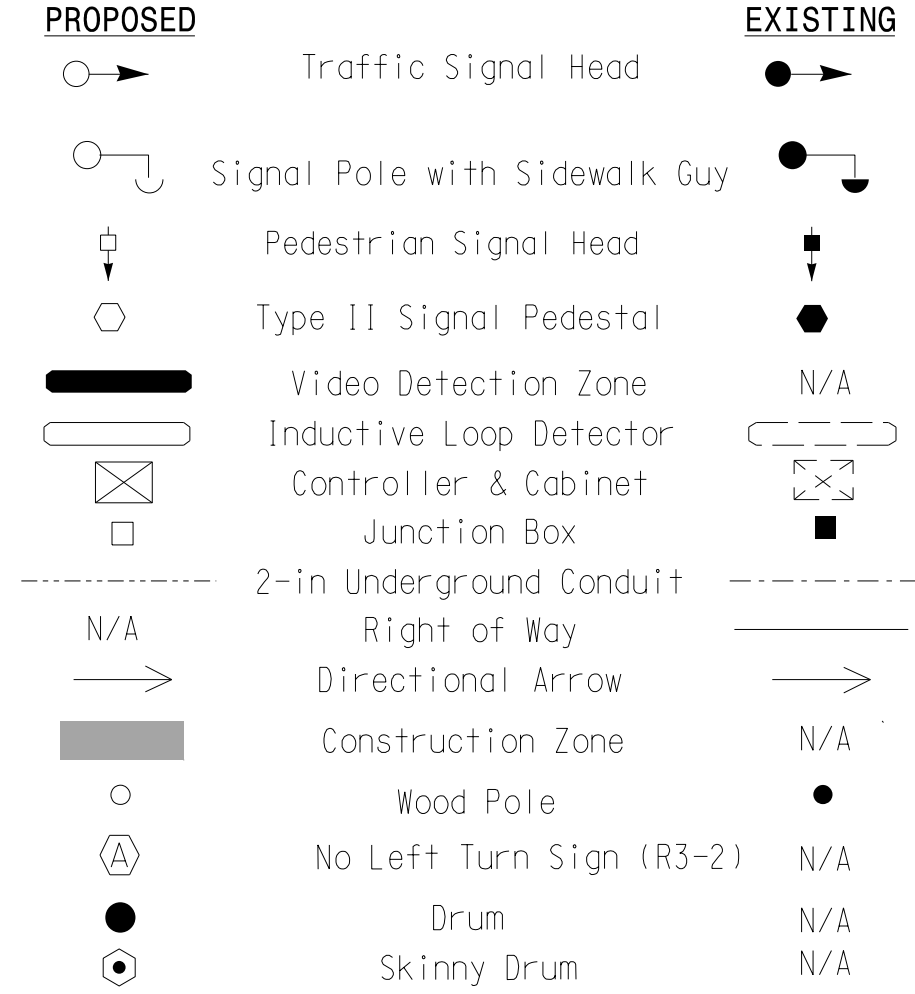 PROPOSED EXISTING
Traffic Signal Head
Signal Pole with Sidewalk Guy
Pedestrian Signal Head
Type II Signal Pedestal
Video Detection Zone N/A
Inductive Loop Detector
Controller & Cabinet
Junction Box
2-in Underground Conduit
N/A Right of Way
Directional Arrow
Construction Zone N/A
Wood Pole
A No Left Turn Sign (R3-2) N/A
Drum N/A
Skinny Drum N/A